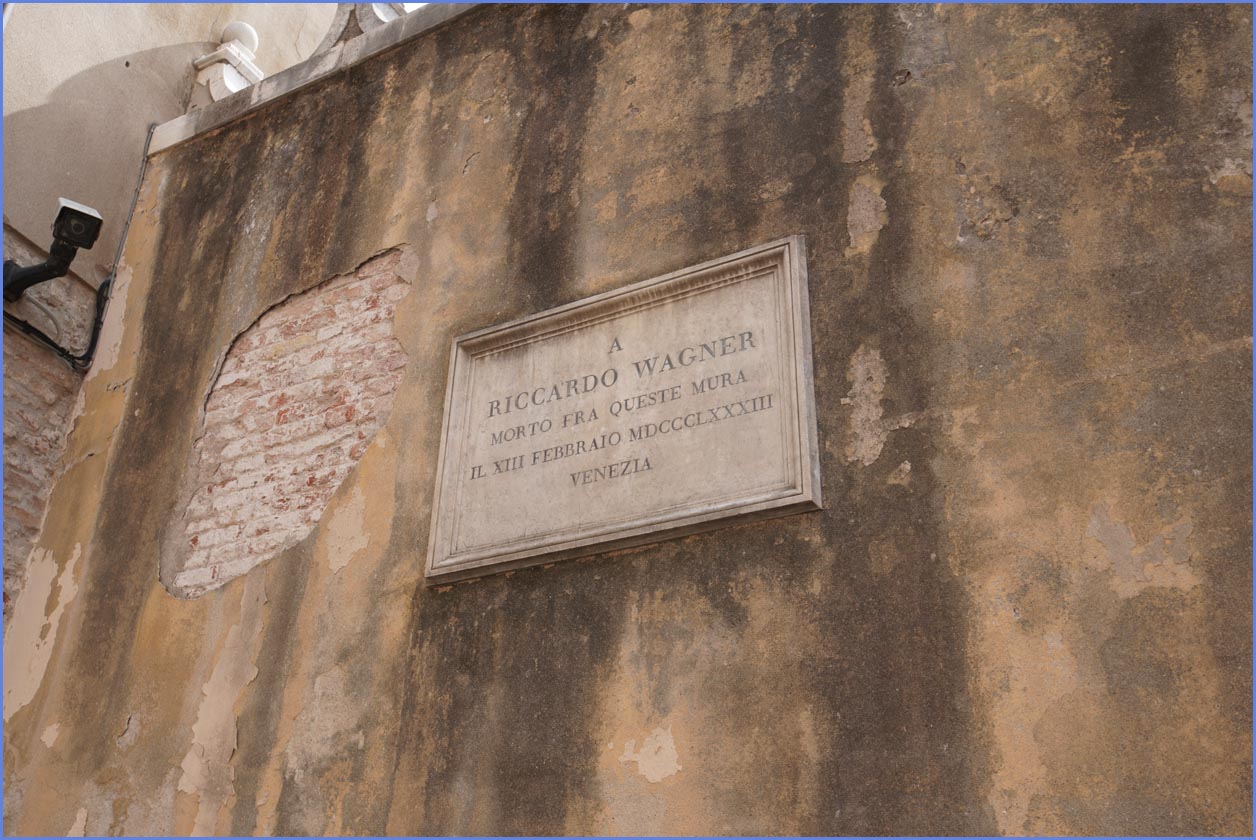 A
RICCARDO WAGNER
MORTO FRA QUESTE MURA
IL XIII FEBBRAIO MDCCCLXXXIII
VENEZIA